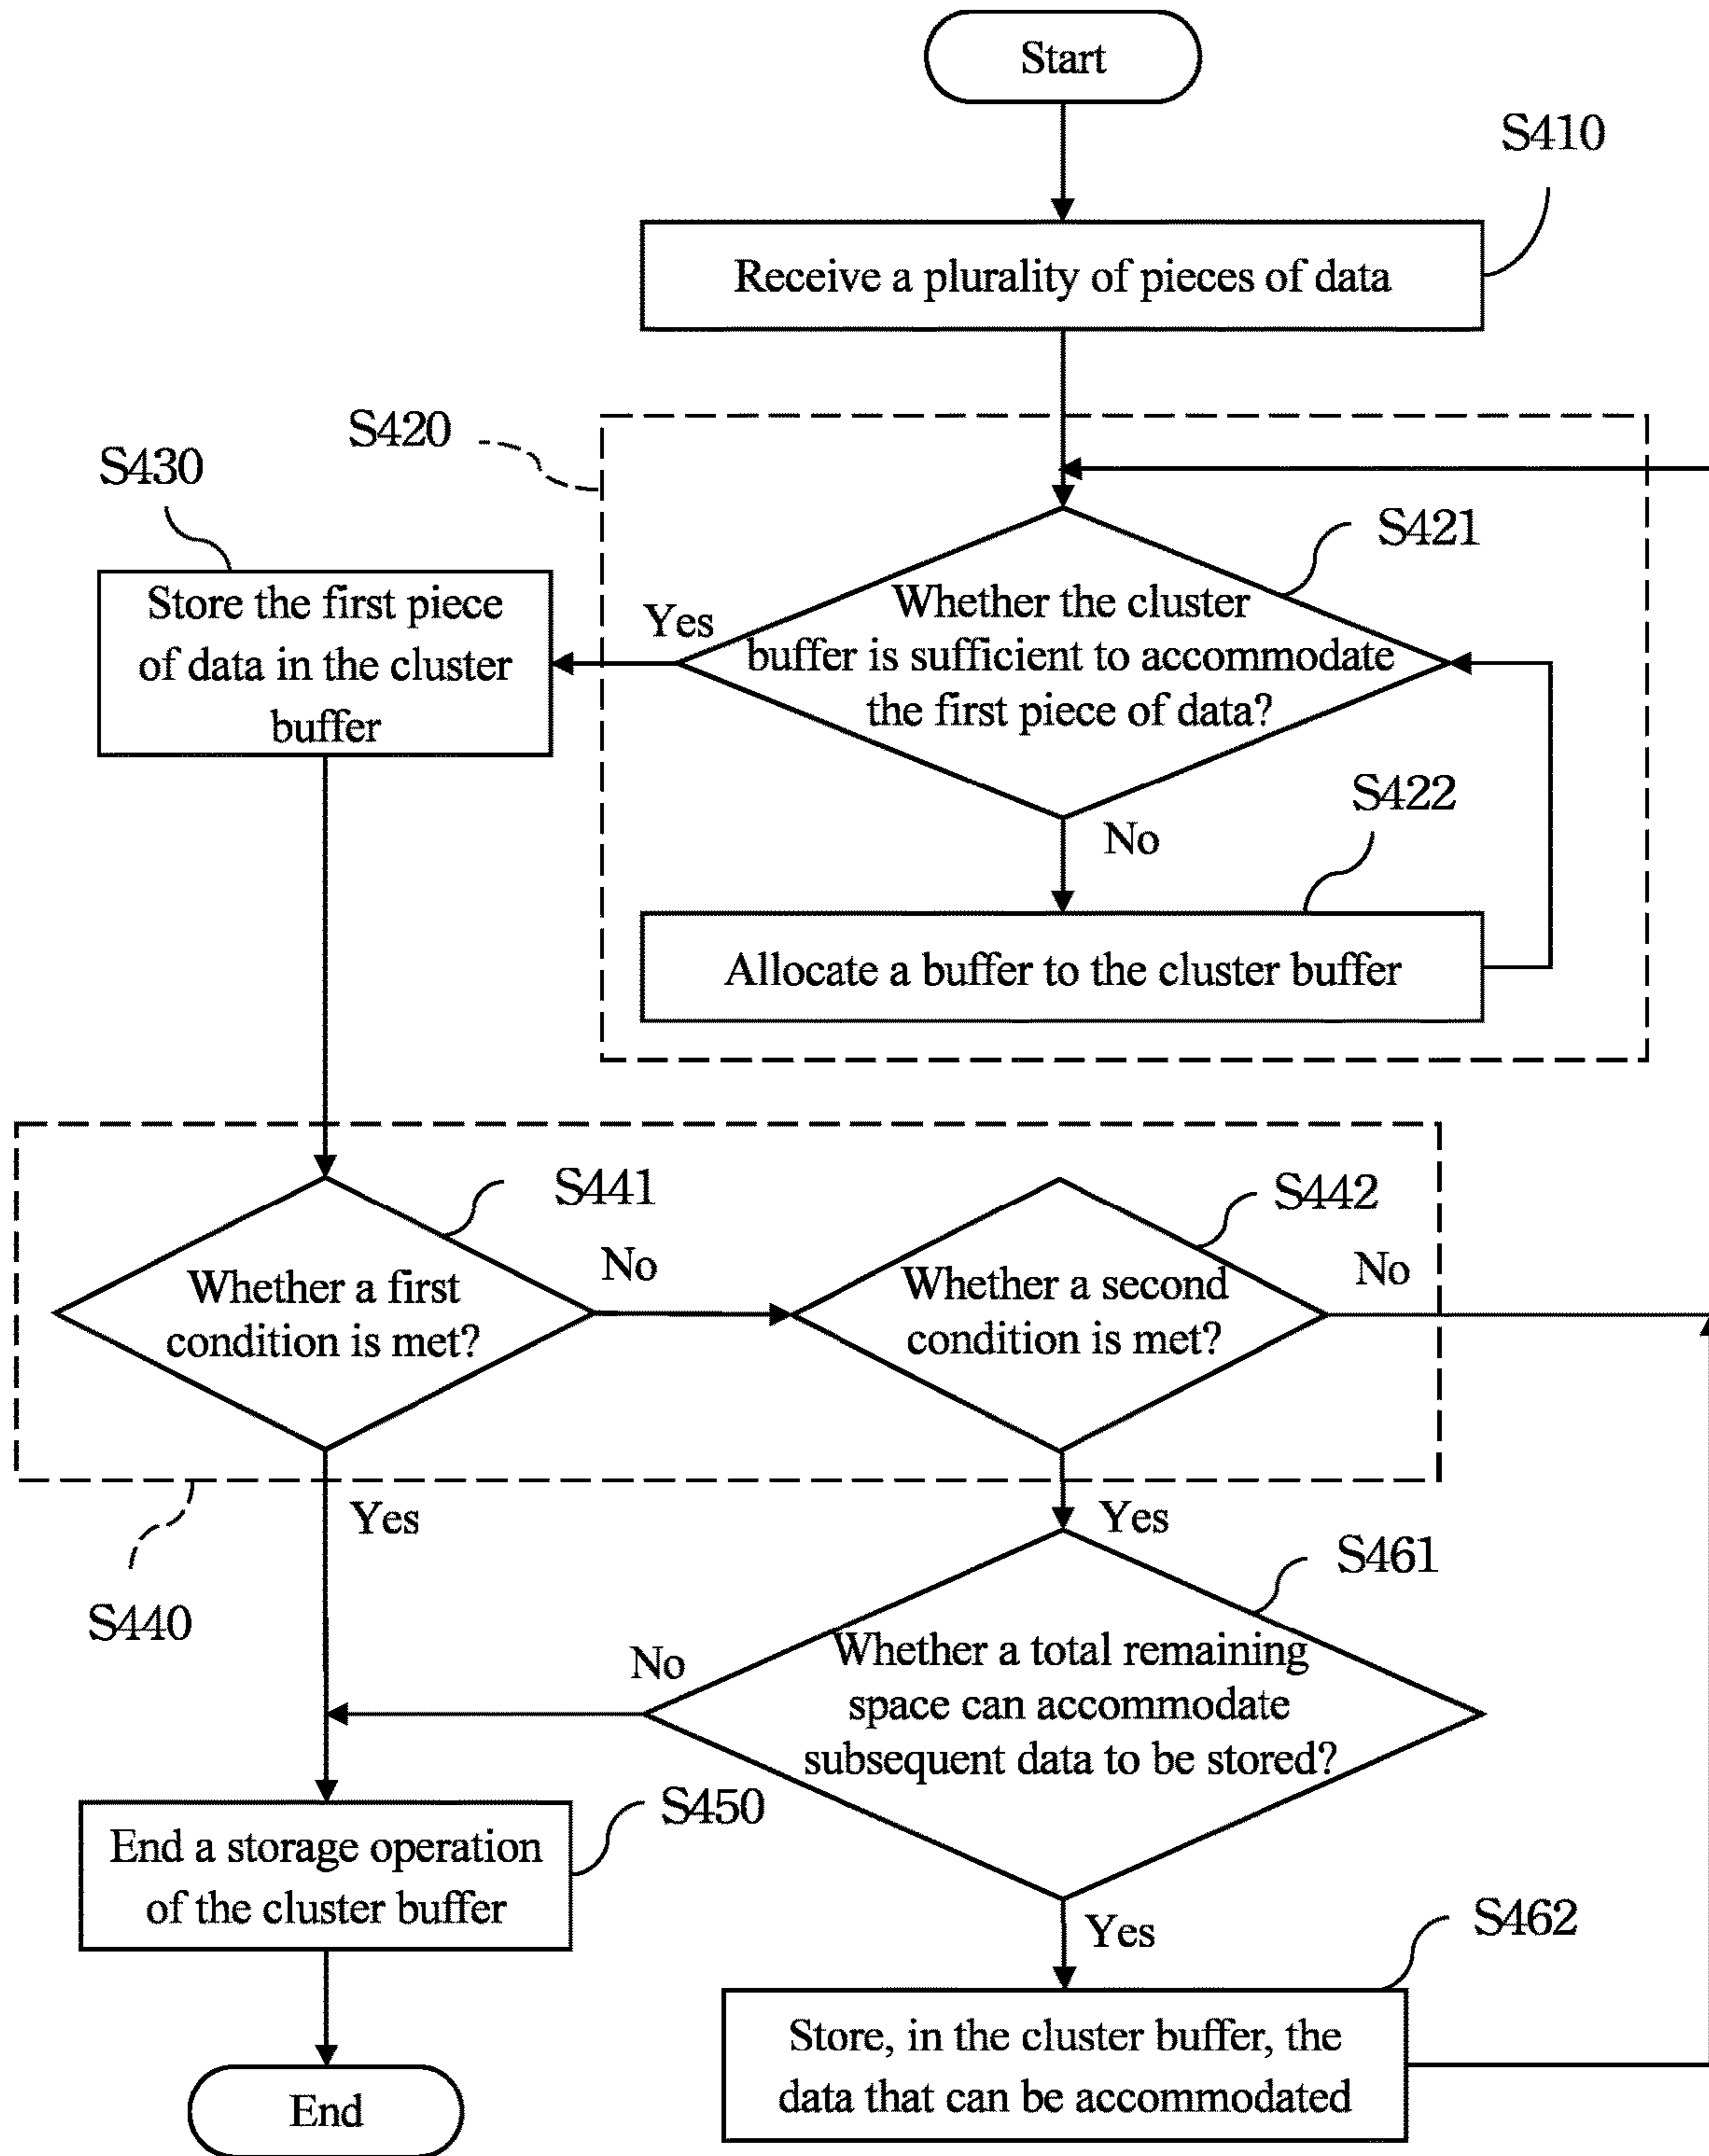 Start
S410
Receive a plurality of pieces of data
S420
S430
S421
Store the first piece
of data in the cluster
buffer
Yes
Whether the cluster
buffer is sufficient to accommodate
the first piece of data?
S422
No
Allocate a buffer to the cluster buffer
S441
S442
No
No
Whether a first
condition is met?
Whether a second
condition is met?
Yes
Yes
S461
S440
No
Whether a total remaining
space can accommodate
subsequent data to be stored?
S450
End a storage operation
of the cluster buffer
Yes
S462
Store, in the cluster buffer, the
data that can be accommodated
End